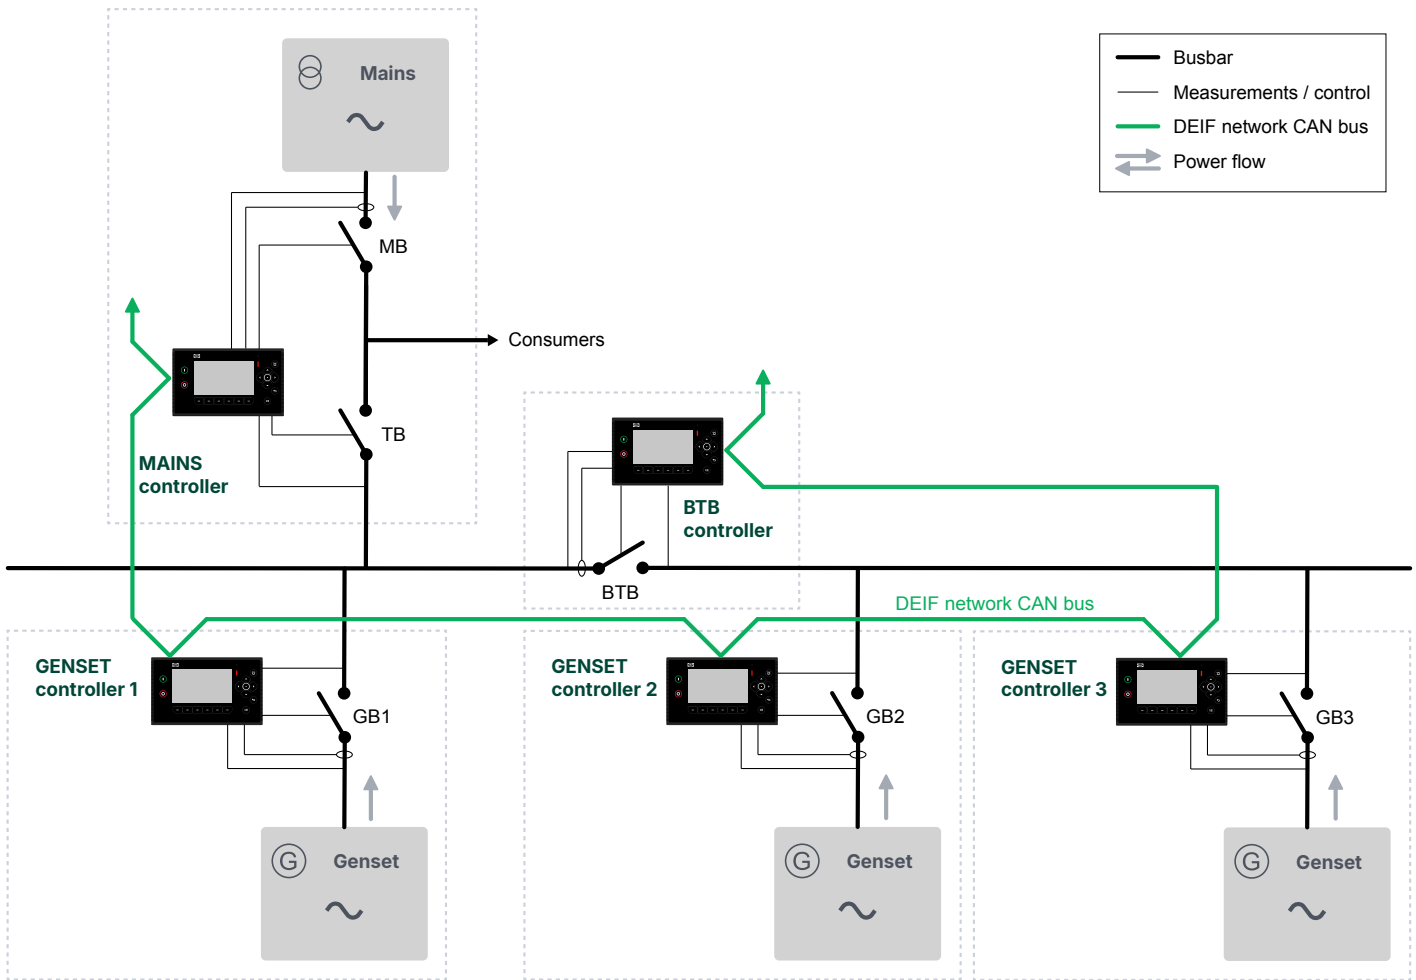 Mains
Busbar
Measurements / control
DEIF network CAN bus
Power flow
MB
Consumers
TB
MAINS
controller
BTB
controller
BTB
DEIF network CAN bus
GENSET
controller 1
GB1
GENSET
controller 2
GB2
GENSET
controller 3
GB3
G
Genset
G
Genset
G
Genset